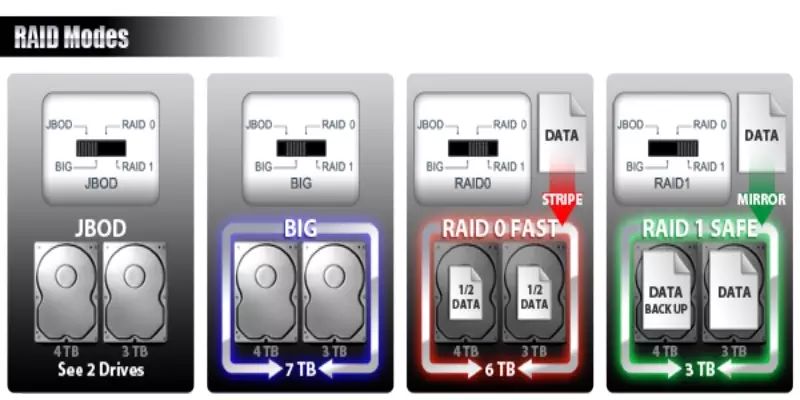 RAID Modes
JBOD RAID 0
BIG RAID 1
JBOD
JBOD
4 TB 3 TB
See 2 Drives
JBOD RAID 0
BIG RAID 1
BIG
BIG
4 TB 3 TB
7 TB
JBOD RAID 0
BIG RAID 1
RAID0
DATA
STRIPE
RAID 0 FAST
1/2 DATA
1/2 DATA
4 TB 3 TB
6 TB
JBOD RAID 0
BIG RAID 1
RAID1
DATA
MIRROR
RAID 1 SAFE
DATA
BACK UP
DATA
4 TB 3 TB
3 TB